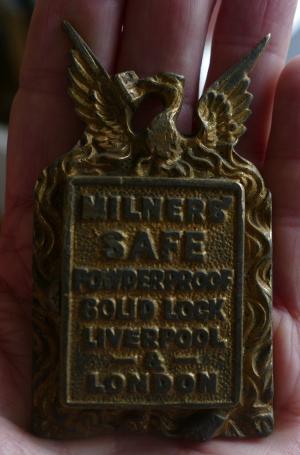 MILNERS'
SAFE
POWDERPROOF
SOLID LOCK
LIVERPOOL
&
LONDON